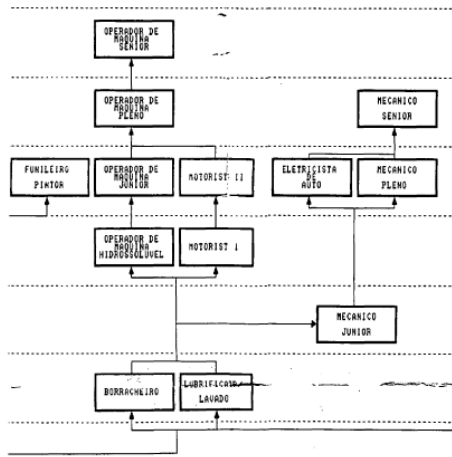 OPERADOR DE
MAQUINA
SENIOR
OPERADOR DE
MAQUINA
PLENO
MECANICO
SENIOR
FUNILEIRO
PINTOR
OPERADOR DE
MAQUINA
JUNIOR
MOTORIST II
ELETRICISTA
DE
AUTO
MECANICO
PLENO
OPERADOR DE
MAQUINA
HIDROSSOLUVEL
MOTORIST I
MECANICO
JUNIOR
BORRACHEIRO
LAVADO